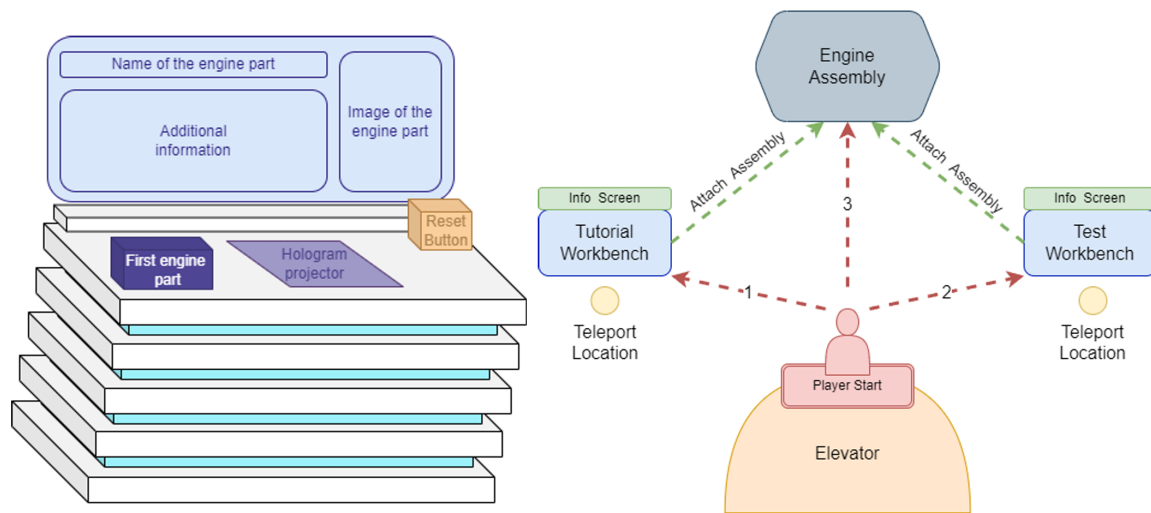 Name of the engine part
Additional
information
Image of the
engine part
Reset
Button
First engine
part
Hologram
projector
Engine
Assembly
Attach Assembly
Attach Assembly
3
Info Screen
Tutorial
Workbench
Info Screen
Test
Workbench
1
2
Teleport
Location
Teleport
Location
Player Start
Elevator